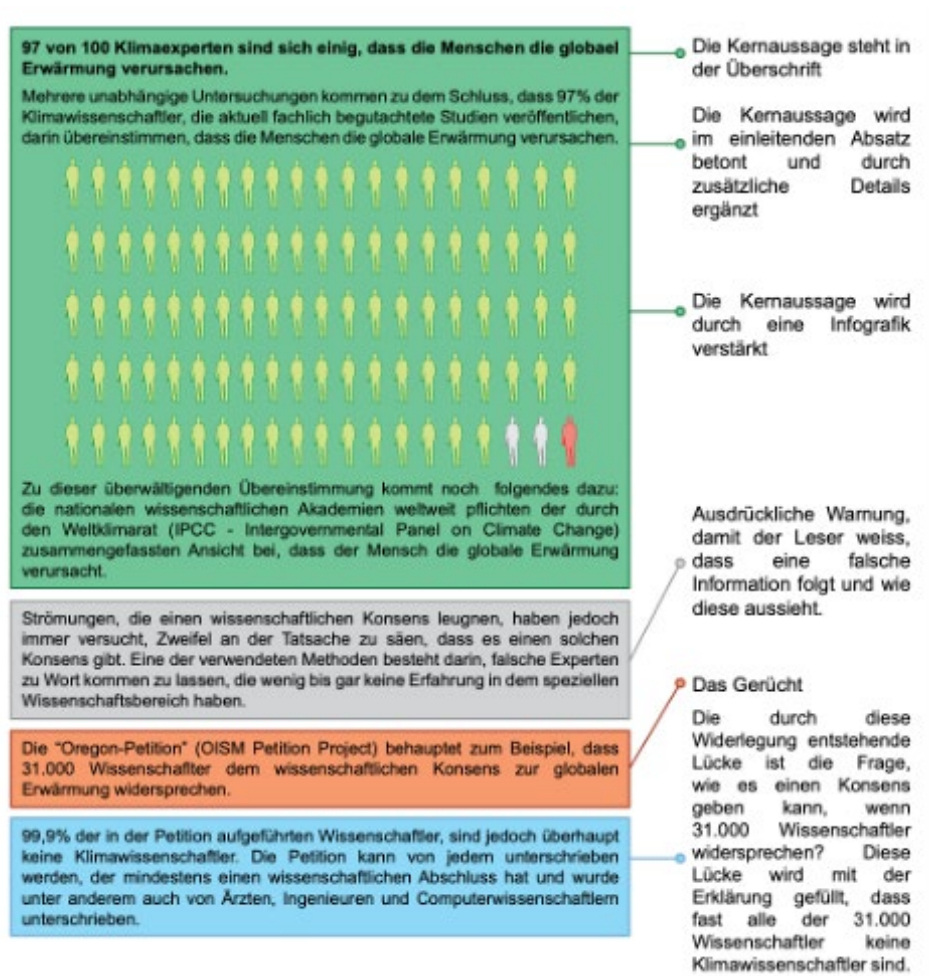 97 von 100 Klimaexperten sind sich einig, dass die Menschen die globael
Erwärmung verursachen.
Mehrere unabhängige Untersuchungen kommen zu dem Schluss, dass 97% der
Klimawissenschaftler, die aktuell fachlich begutachtete Studien veröffentlichen,
darin übereinstimmen, dass die Menschen die globale Erwärmung verursachen.
Zu dieser überwältigenden Übereinstimmung kommt noch folgendes dazu:
die nationalen wissenschaftlichen Akademien weltweit pflichten der durch
den Weltklimarat (IPCC - Intergovernmental Panel on Climate Change)
zusammengefassten Ansicht bei, dass der Mensch die globale Erwärmung
verursacht.
Strömungen, die einen wissenschaftlichen Konsens leugnen, haben jedoch
immer versucht, Zweifel an der Tatsache zu säen, dass es einen solchen
Konsens gibt. Eine der verwendeten Methoden besteht darin, falsche Experten
zu Wort kommen zu lassen, die wenig bis gar keine Erfahrung in dem speziellen
Wissenschaftsbereich haben.
Die "Oregon-Petition" (OISM Petition Project) behauptet zum Beispiel, dass
31.000 Wissenschaflter dem wissenschaftlichen Konsens zur globalen
Erwärmung widersprechen.
99,9% der in der Petition aufgeführten Wissenschaftler, sind jedoch überhaupt
keine Klimawissenschaftler. Die Petition kann von jedem unterschrieben
werden, der mindestens einen wissenschaftlichen Abschluss hat und wurde
unter anderem auch von Ärzten, Ingenieuren und Computerwissenschaftlern
unterschrieben.
Die Kernaussage steht in
der Überschrift
Die Kernaussage wird
im einleitenden Absatz
betont und durch
zusätzliche Details
ergänzt
Die Kernaussage wird
durch eine Infografik
verstärkt
Ausdrückliche Warnung,
damit der Leser weiss,
dass eine falsche
Information folgt und wie
diese aussieht.
Das Gerücht
Die durch diese
Widerlegung entstehende
Lücke ist die Frage,
wie es einen Konsens
geben kann, wenn
31.000 Wissenschaftler
widersprechen? Diese
Lücke wird mit der
Erklärung gefüllt, dass
fast alle der 31.000
Wissenschaftler keine
Klimawissenschaftler sind.